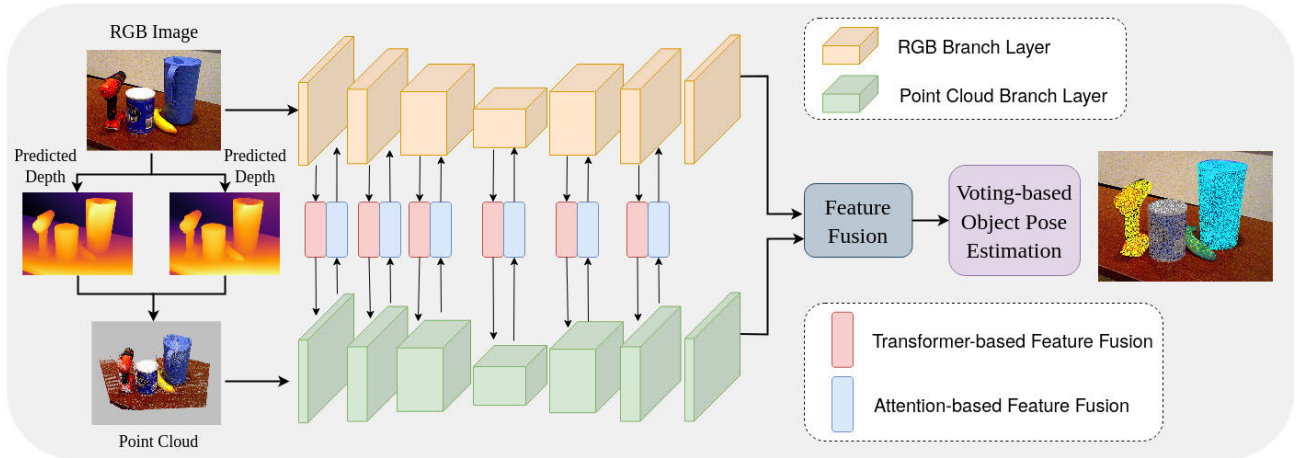 RGB Image
Predicted
Depth
Predicted
Depth
Point Cloud
RGB Branch Layer
Point Cloud Branch Layer
Feature
Fusion
Voting-based
Object Pose
Estimation
Transformer-based Feature Fusion
Attention-based Feature Fusion